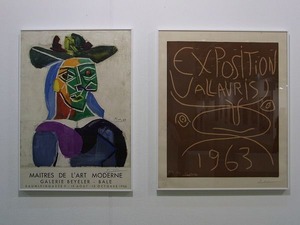 MAITRES DE L'ART MODERNE
GALERIE BEYELER · BALE
EXPOSITION
VALLAURIS
1963